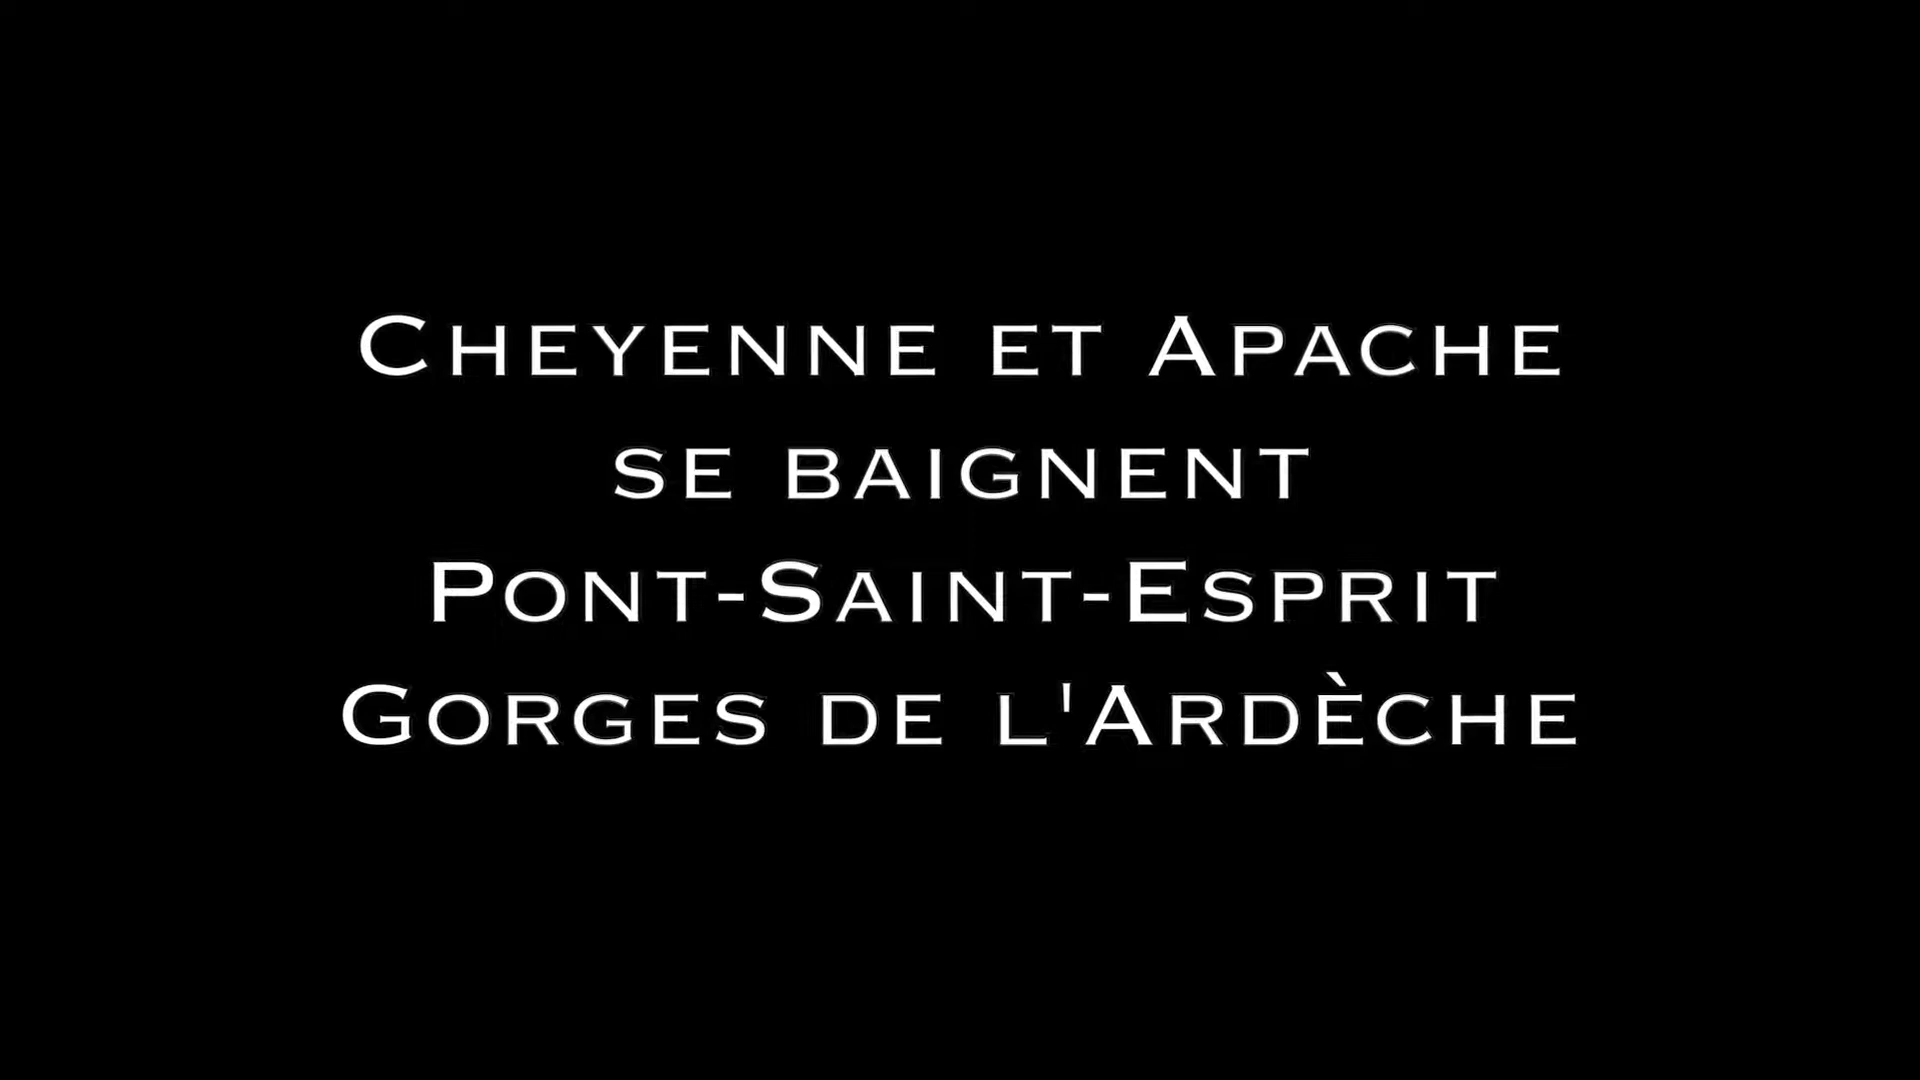 Cheyenne et Apache
se baignent
Pont-Saint-Esprit
Gorges de l'Ardèche